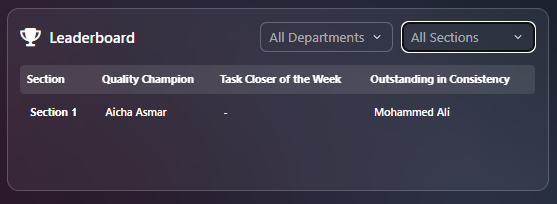 Leaderboard
All Departments
All Sections
Section Quality Champion Task Closer of the Week Outstanding in Consistency
Section 1 Aicha Asmar - Mohammed Ali